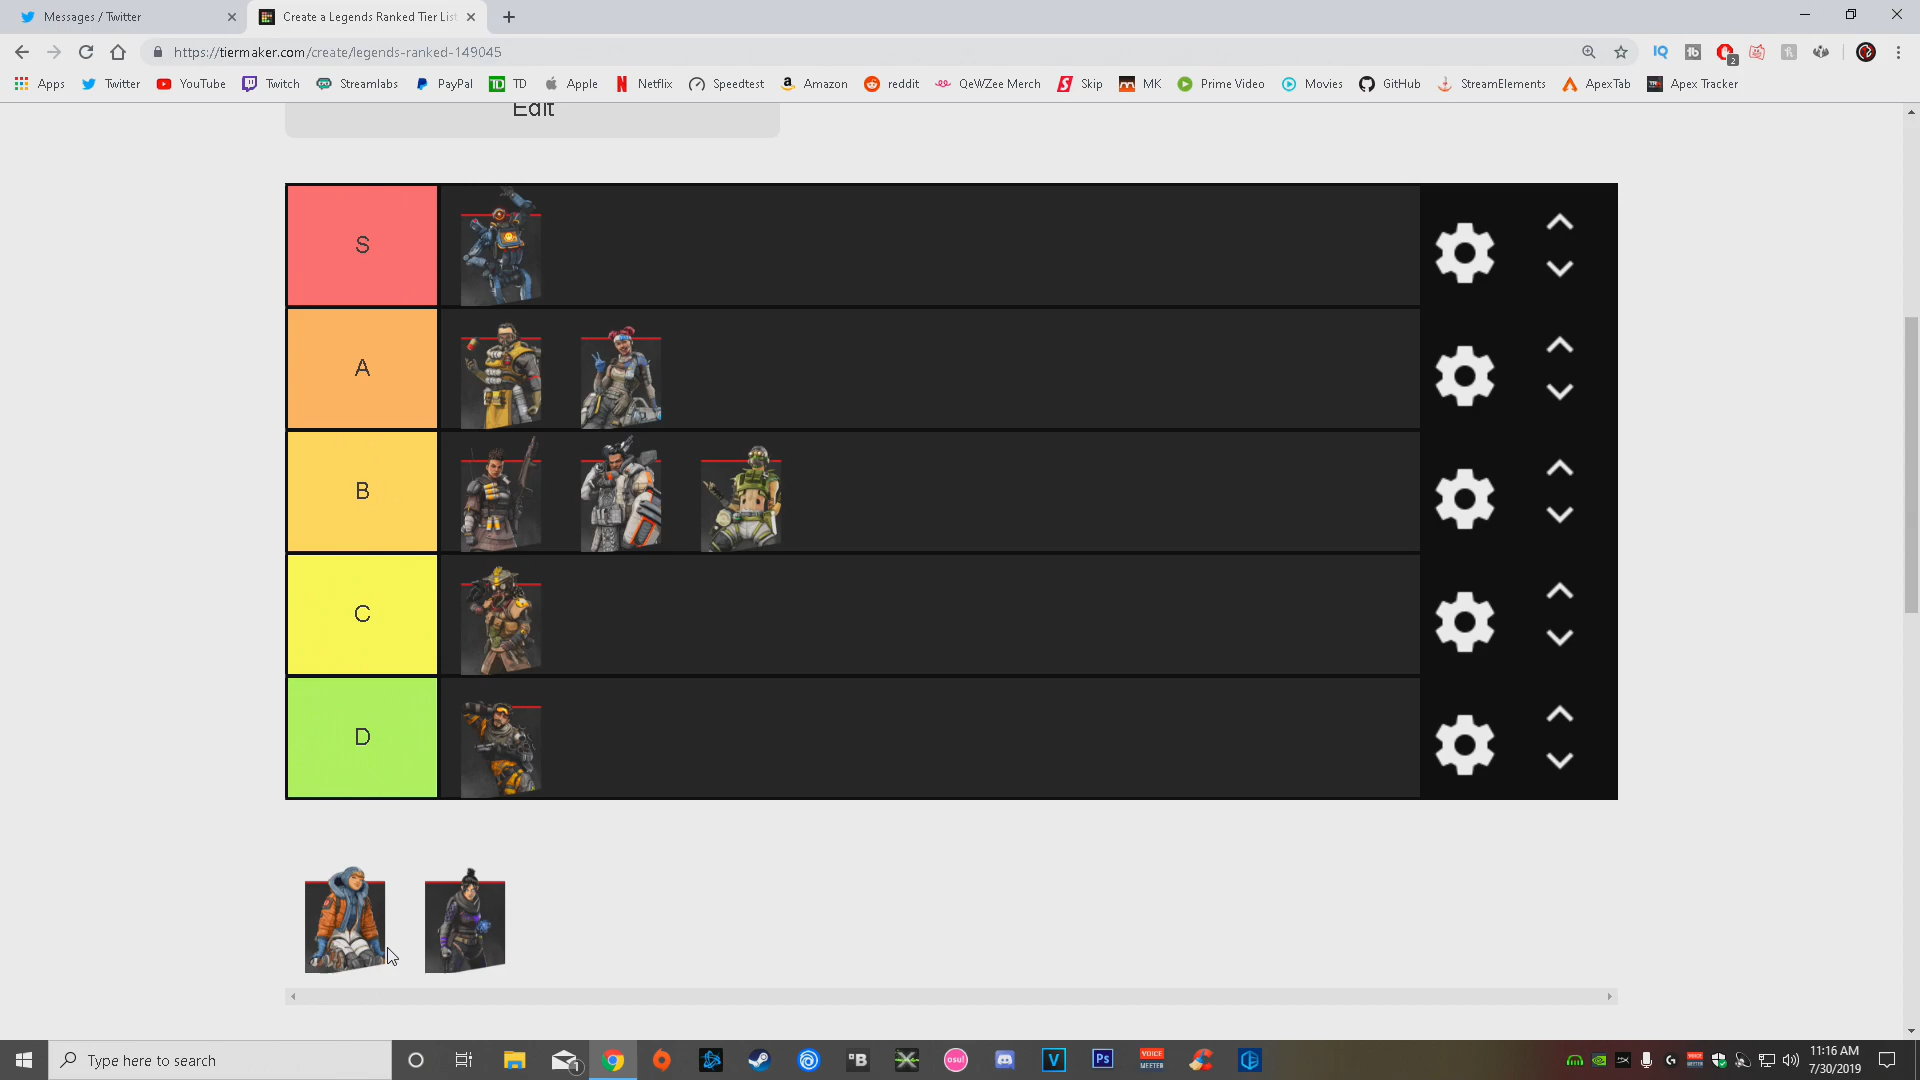 Messages / Twitter
Create a Legends Ranked Tier List
https://tiermaker.com/create/legends-ranked-149045
Apps Twitter YouTube Twitch Streamlabs PayPal TD Apple Netflix Speedtest Amazon reddit QeWZee Merch Skip MK Prime Video Movies GitHub StreamElements ApexTab Apex Tracker
Edit
S
A
B
C
D
Type here to search
11:16 AM
7/30/2019